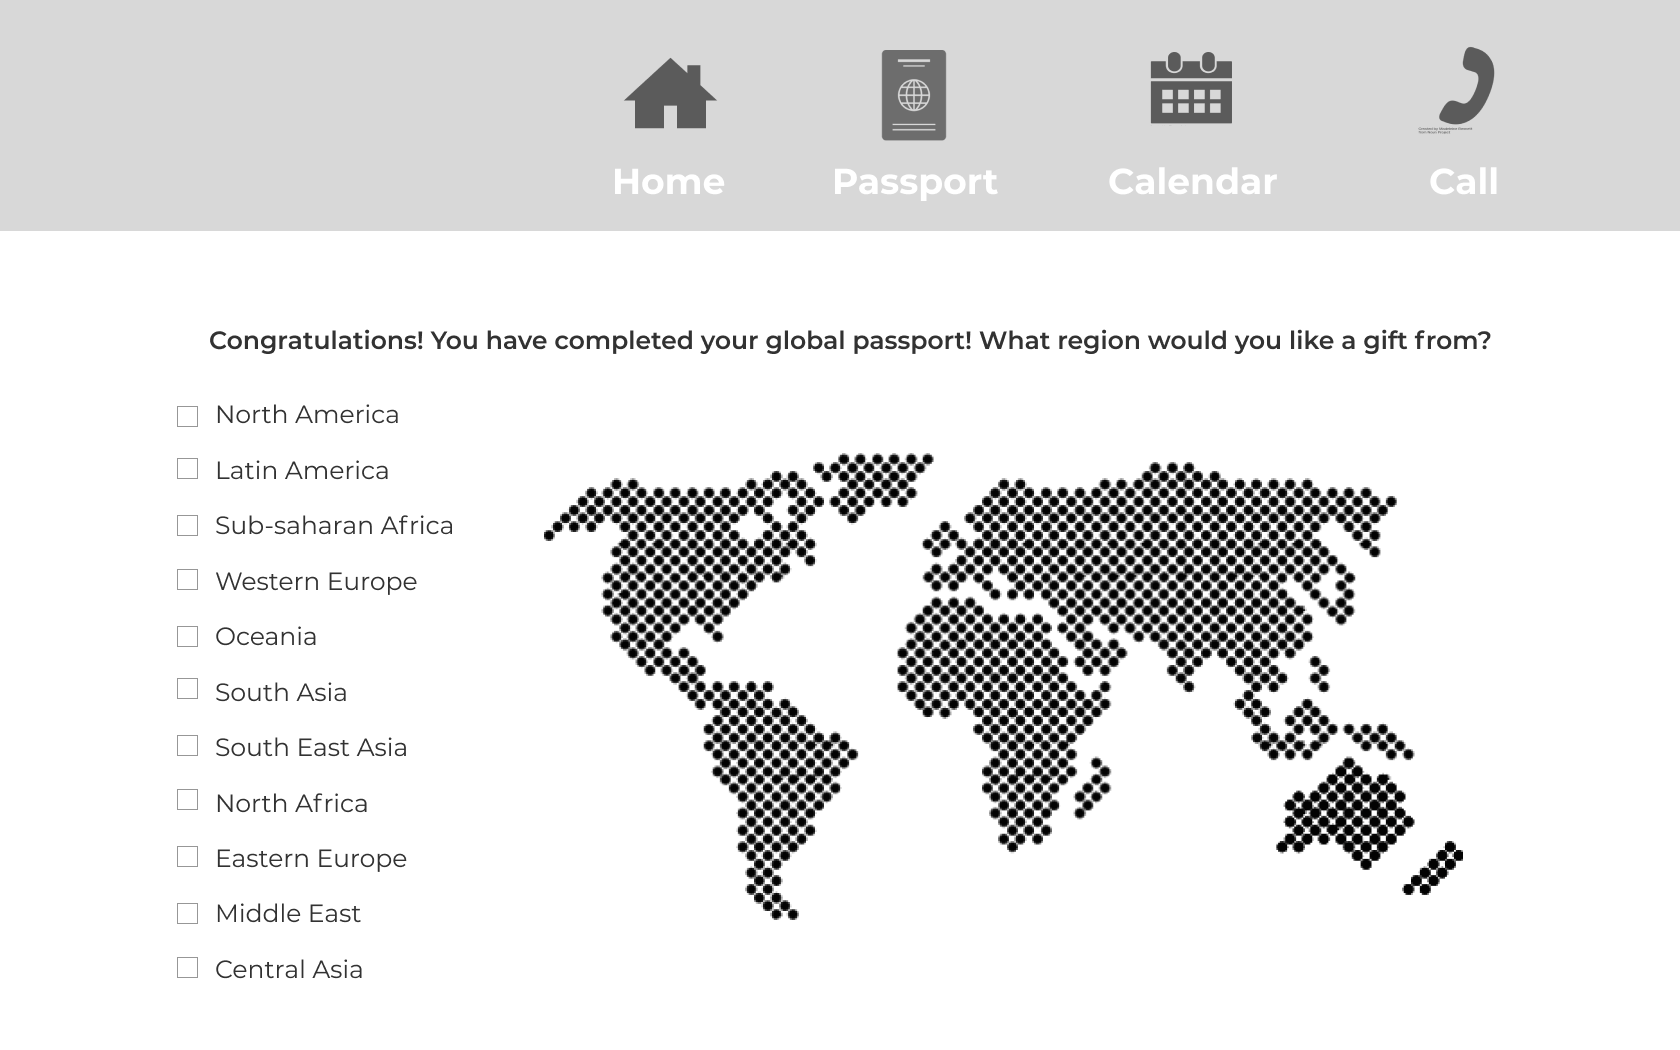 Home
Passport
Calendar
Call
Congratulations! You have completed your global passport! What region would you like a gift from?
North America
Latin America
Sub-saharan Africa
Western Europe
Oceania
South Asia
South East Asia
North Africa
Eastern Europe
Middle East
Central Asia